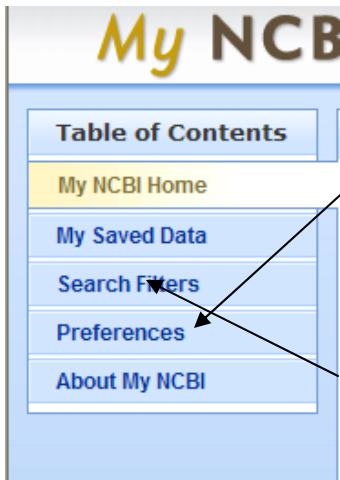 My NCB
Table of Contents
My NCBI Home
My Saved Data
Search Filters
Preferences
About My NCBI